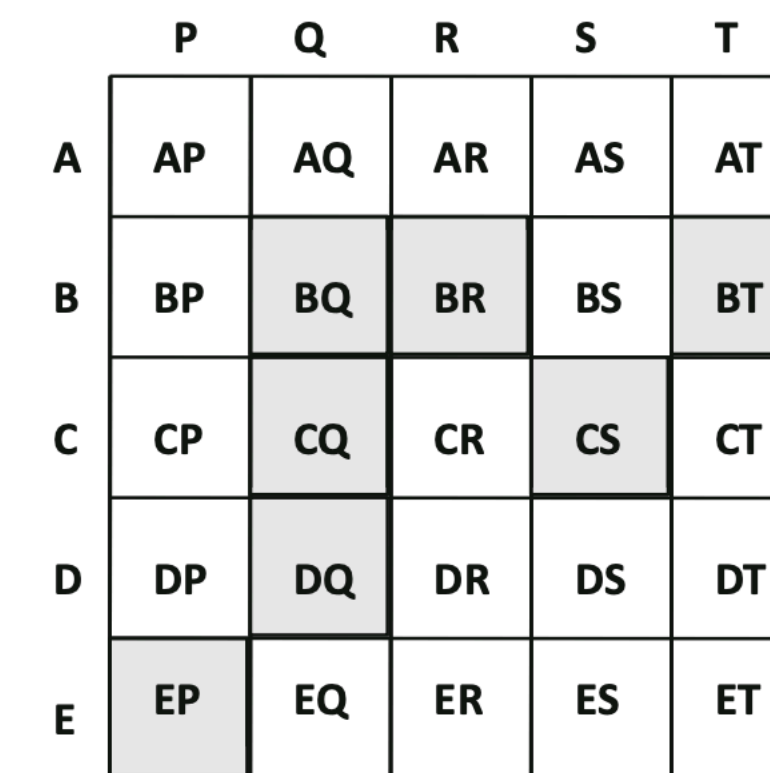 P Q R S T
A AP AQ AR AS AT
B BP BQ BR BS BT
C CP CQ CR CS CT
D DP DQ DR DS DT
E EP EQ ER ES ET